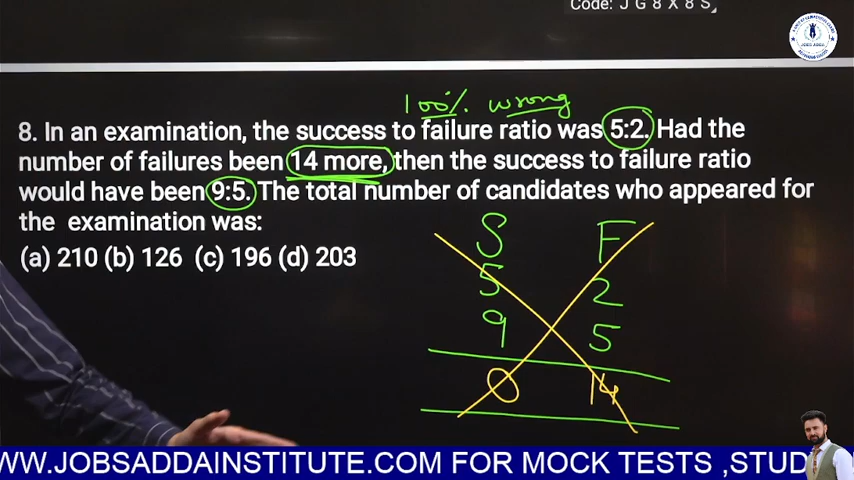 Code: J G 8 X 8 S
JOBS ADDA
100% wrong
8. In an examination, the success to failure ratio was 5:2. Had the
number of failures been 14 more, then the success to failure ratio
would have been 9:5. The total number of candidates who appeared for
the examination was:
(a) 210 (b) 126 (c) 196 (d) 203
S F
5 2
9 5
0 14
WWW.JOBSADDAINSTITUTE.COM FOR MOCK TESTS ,STUD